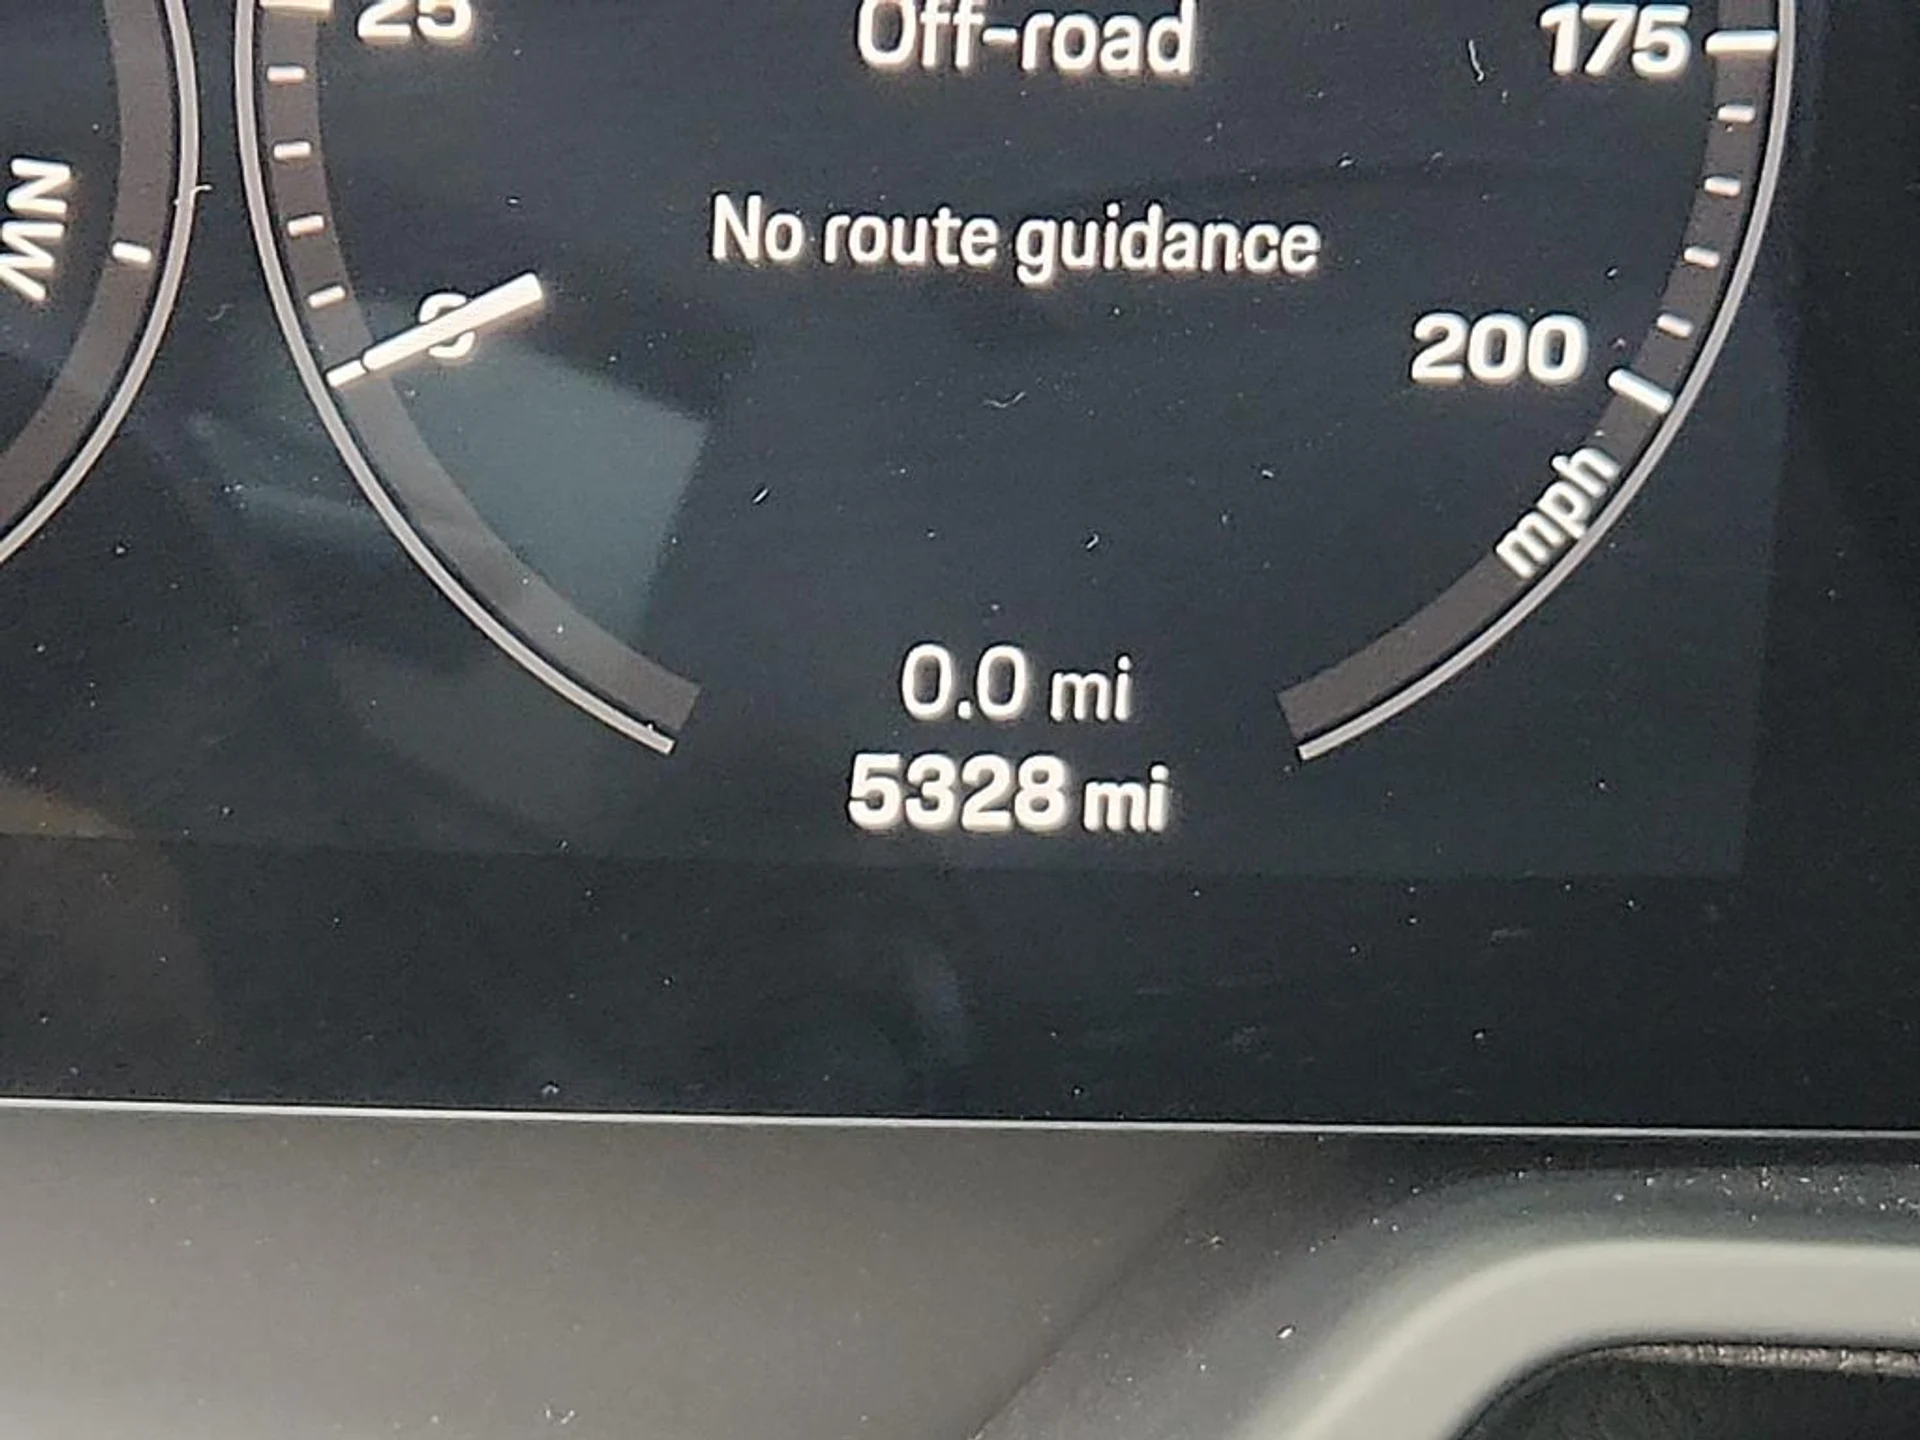 25
Off-road
175
NW
No route guidance
0
200
mph
0.0 mi
5328 mi